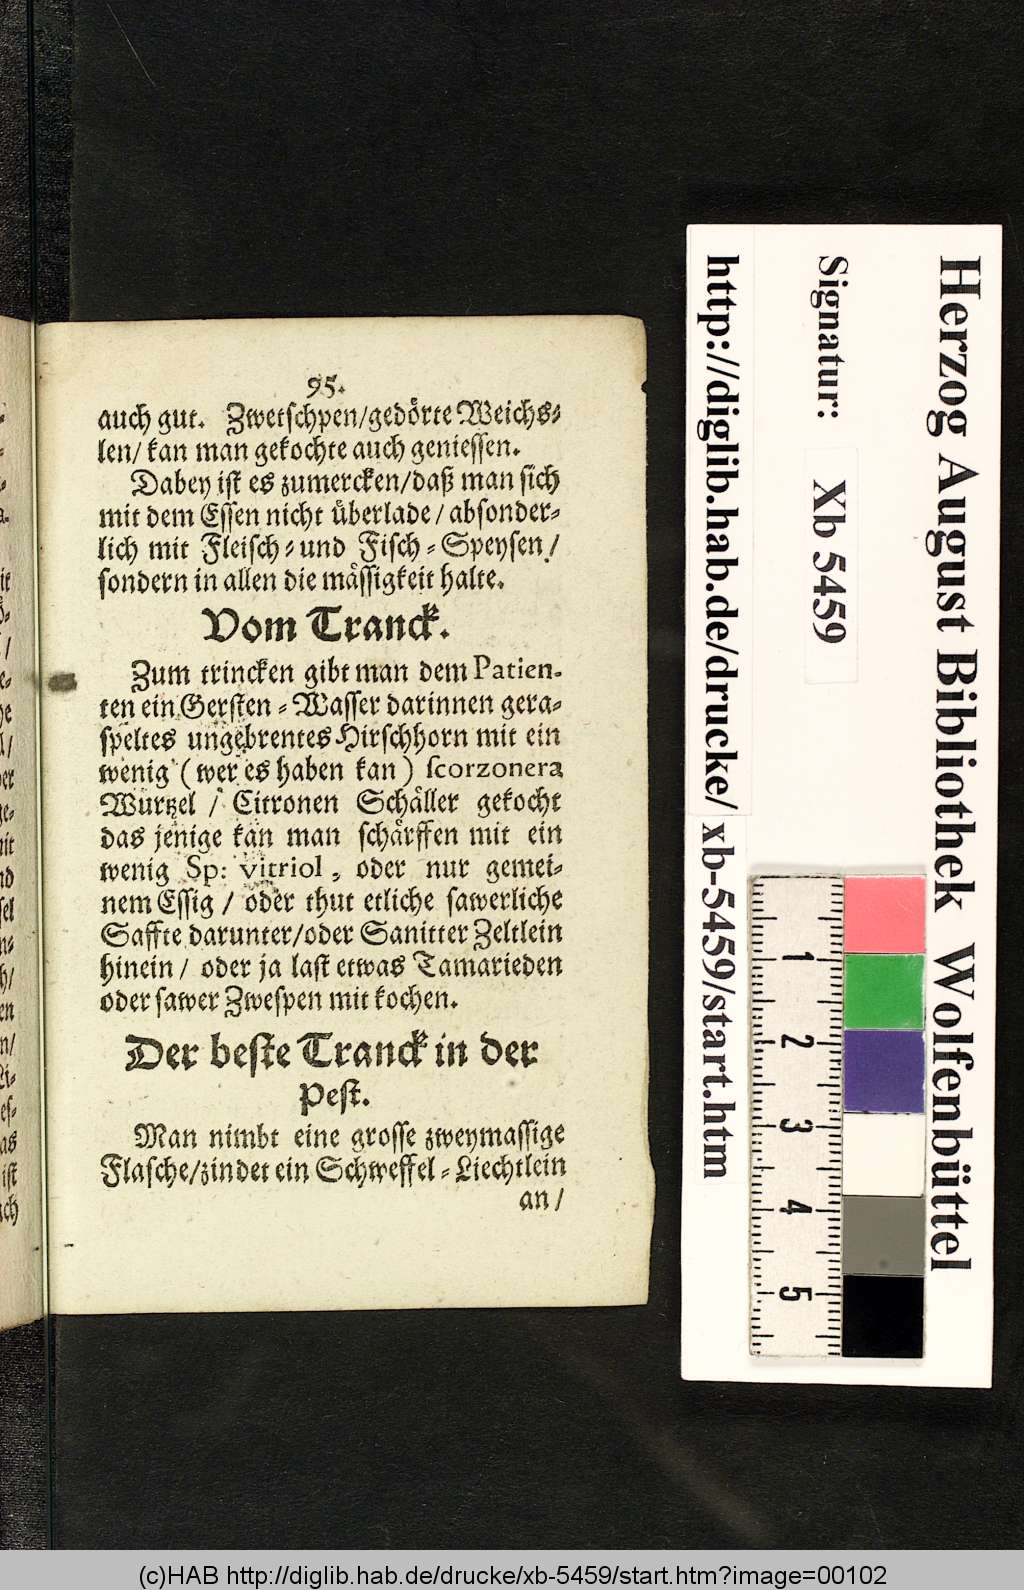 95.
auch gut. Zwetschpen/gedörte Weichs-
len/ kan man gekochte auch geniessen.
Dabey ist es zumercken/daß man sich
mit dem Essen nicht überlade/ absonder-
lich mit Fleisch- und Fisch-Speysen/
sondern in allen die mässigkeit halte.
Vom Tranck.
Zum trincken gibt man dem Patien-
ten ein Gersten-Wasser darinnen gera-
speltes ungebrentes Hirschhorn mit ein
wenig (wer es haben kan) scorzonera
Würtzel / Citronen Schäller gekocht
das jenige kan man schärffen mit ein
wenig Sp: vitriol, oder nur gemei-
nem Essig / oder thut etliche sawerliche
Saffte darunter/oder Sanitter Zeltlein
hinein/ oder ja last etwas Tamarieden
oder sawer Zwespen mit kochen.
Der beste Tranck in der
Pest.
Man nimbt eine grosse zweymassige
Flasche/zindet ein Schweffel-Liechtlein
an/
Herzog August Bibliothek Wolfenbüttel
Signatur: Xb 5459
http://diglib.hab.de/drucke/ xb-5459/start.htm
1
2
3
4
5
(c)HAB http://diglib.hab.de/drucke/xb-5459/start.htm?image=00102